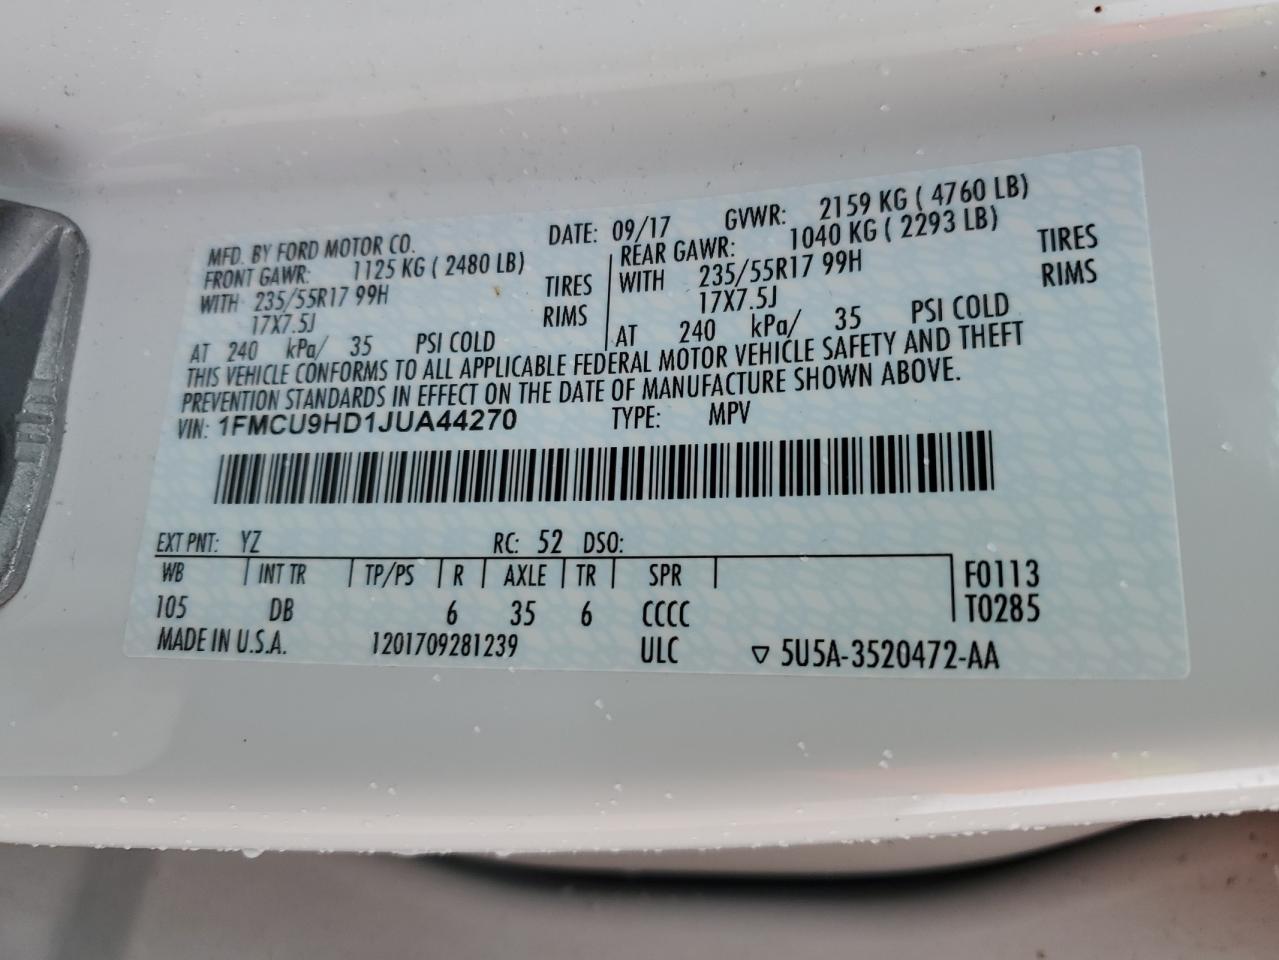 MFD. BY FORD MOTOR CO. DATE: 09/17 GVWR: 2159 KG ( 4760 LB)
FRONT GAWR: 1125 KG ( 2480 LB) REAR GAWR: 1040 KG ( 2293 LB)
WITH 235/55R17 99H TIRES WITH 235/55R17 99H TIRES
17X7.5J RIMS 17X7.5J RIMS
AT 240 kPa/ 35 PSI COLD AT 240 kPa/ 35 PSI COLD
THIS VEHICLE CONFORMS TO ALL APPLICABLE FEDERAL MOTOR VEHICLE SAFETY AND THEFT
PREVENTION STANDARDS IN EFFECT ON THE DATE OF MANUFACTURE SHOWN ABOVE.
VIN: 1FMCU9HD1JUA44270 TYPE: MPV
EXT PNT: YZ RC: 52 DSO:
WB INT TR TP/PS R AXLE TR SPR F0113
105 DB 6 35 6 CCCC T0285
MADE IN U.S.A. 1201709281239 ULC ▽ 5U5A-3520472-AA